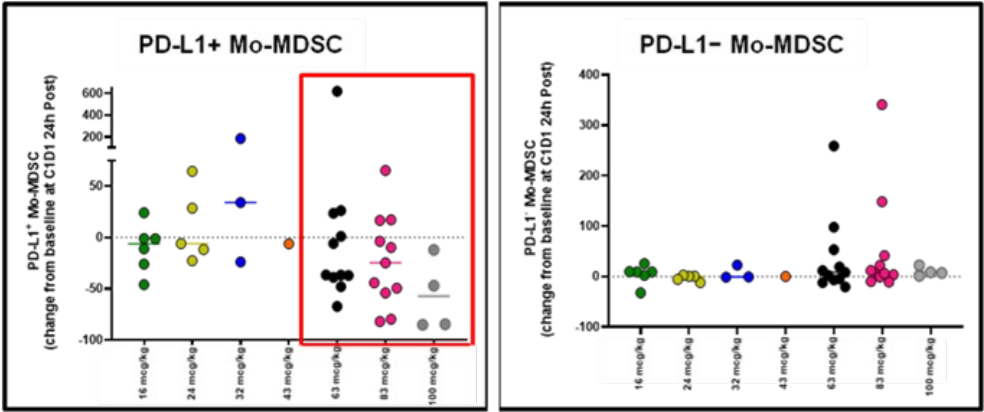 PD-L1+ Mo-MDSC
PD-L1⁺ Mo-MDSC
(change from baseline at C1D1 24h Post)
600
400
200
50
0
-50
-100
16 mcg/kg
24 mcg/kg
32 mcg/kg
43 mcg/kg
63 mcg/kg
83 mcg/kg
100 mcg/kg
PD-L1− Mo-MDSC
PD-L1⁻ Mo-MDSC
(change from baseline at C1D1 24h Post)
400
300
200
100
0
-100
16 mcg/kg
24 mcg/kg
32 mcg/kg
43 mcg/kg
63 mcg/kg
83 mcg/kg
100 mcg/kg